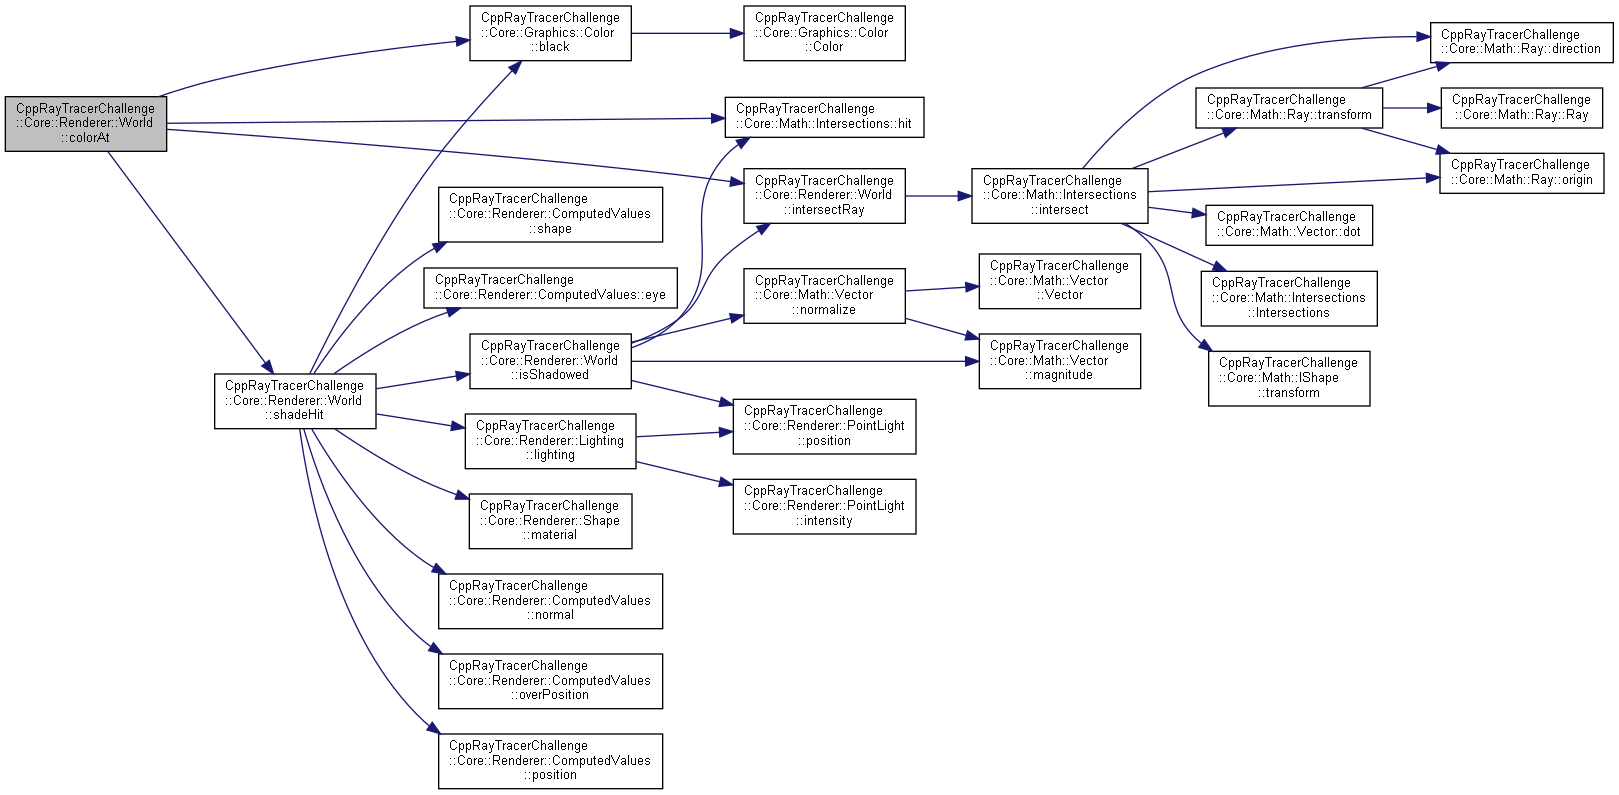 CppRayTracerChallenge
::Core::Renderer::World
::colorAt
CppRayTracerChallenge
::Core::Graphics::Color
::black
CppRayTracerChallenge
::Core::Graphics::Color
::Color
CppRayTracerChallenge
::Core::Math::Intersections::hit
CppRayTracerChallenge
::Core::Renderer::World
::intersectRay
CppRayTracerChallenge
::Core::Math::Intersections
::intersect
CppRayTracerChallenge
::Core::Math::Ray::direction
CppRayTracerChallenge
::Core::Math::Ray::transform
CppRayTracerChallenge
::Core::Math::Ray::Ray
CppRayTracerChallenge
::Core::Math::Ray::origin
CppRayTracerChallenge
::Core::Math::Vector::dot
CppRayTracerChallenge
::Core::Math::Intersections
::Intersections
CppRayTracerChallenge
::Core::Math::IShape
::transform
CppRayTracerChallenge
::Core::Renderer::World
::shadeHit
CppRayTracerChallenge
::Core::Renderer::ComputedValues
::shape
CppRayTracerChallenge
::Core::Renderer::ComputedValues::eye
CppRayTracerChallenge
::Core::Renderer::World
::isShadowed
CppRayTracerChallenge
::Core::Math::Vector
::normalize
CppRayTracerChallenge
::Core::Math::Vector
::Vector
CppRayTracerChallenge
::Core::Math::Vector
::magnitude
CppRayTracerChallenge
::Core::Renderer::Lighting
::lighting
CppRayTracerChallenge
::Core::Renderer::PointLight
::position
CppRayTracerChallenge
::Core::Renderer::PointLight
::intensity
CppRayTracerChallenge
::Core::Renderer::Shape
::material
CppRayTracerChallenge
::Core::Renderer::ComputedValues
::normal
CppRayTracerChallenge
::Core::Renderer::ComputedValues
::overPosition
CppRayTracerChallenge
::Core::Renderer::ComputedValues
::position